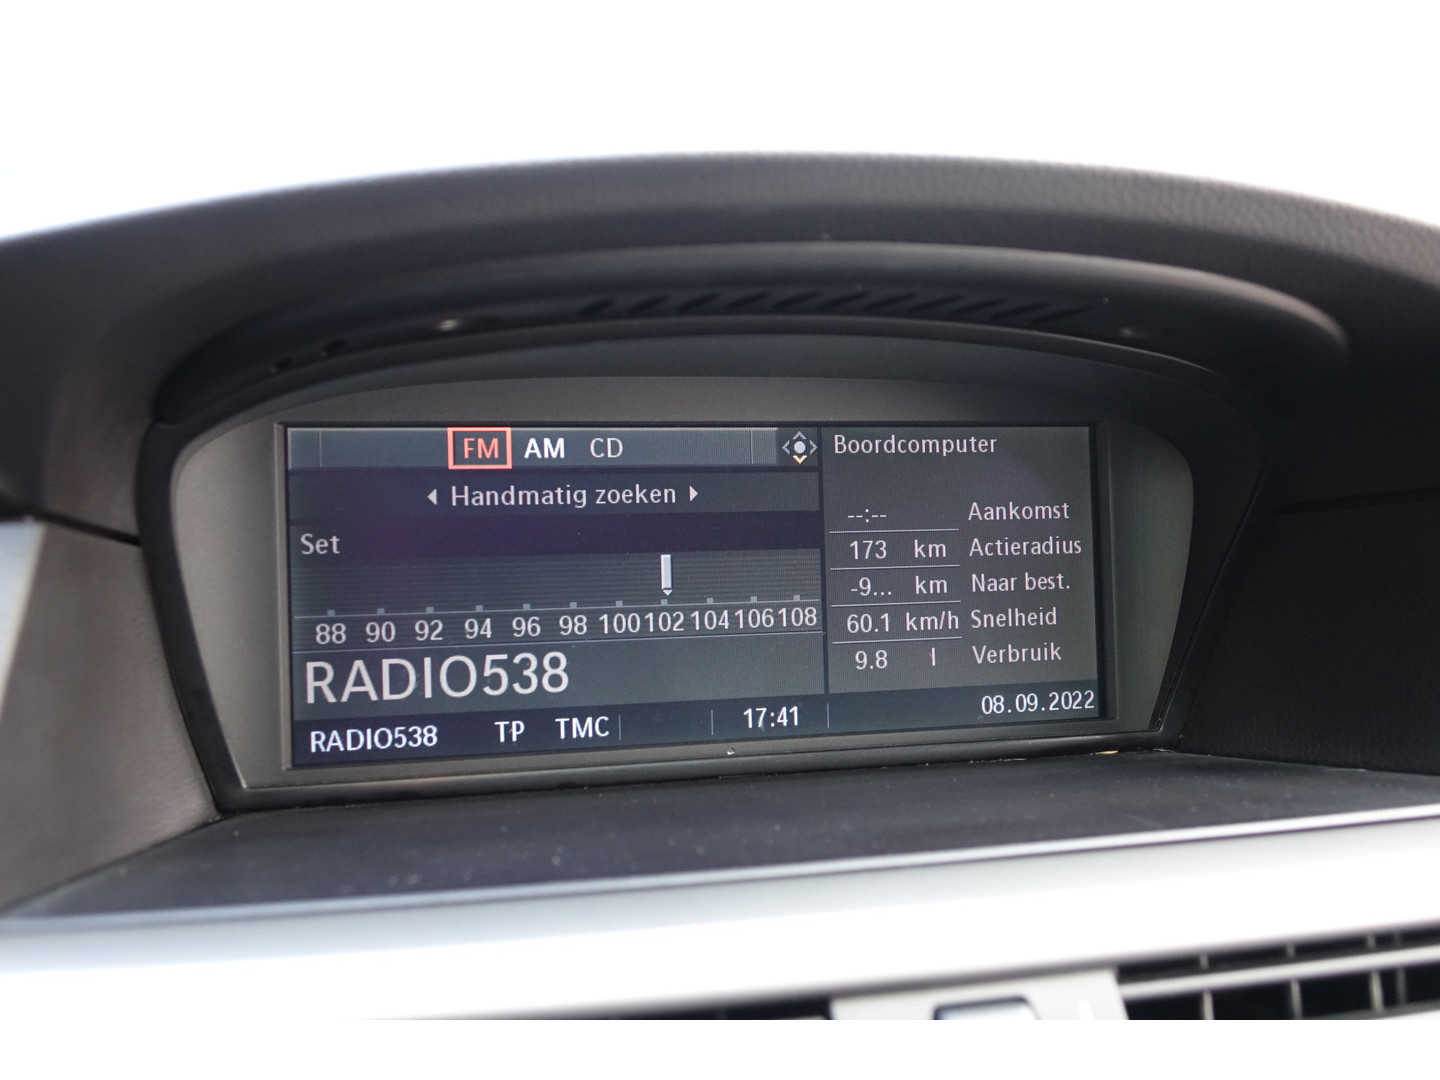 FM AM CD
Handmatig zoeken
Set
88 90 92 94 96 98 100 102 104 106 108
RADIO538
RADIO538 TP TMC 17:41
Boordcomputer
--:-- Aankomst
173 km Actieradius
-9... km Naar best.
60.1 km/h Snelheid
9.8 l Verbruik
08.09.2022